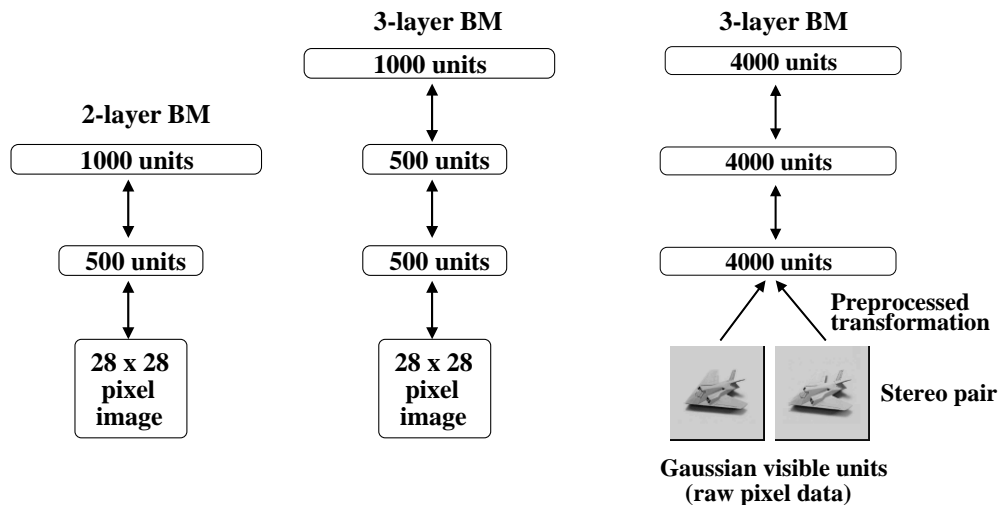 2-layer BM
1000 units
500 units
28 x 28
pixel
image
3-layer BM
1000 units
500 units
500 units
28 x 28
pixel
image
3-layer BM
4000 units
4000 units
4000 units
Preprocessed
transformation
Stereo pair
Gaussian visible units
(raw pixel data)